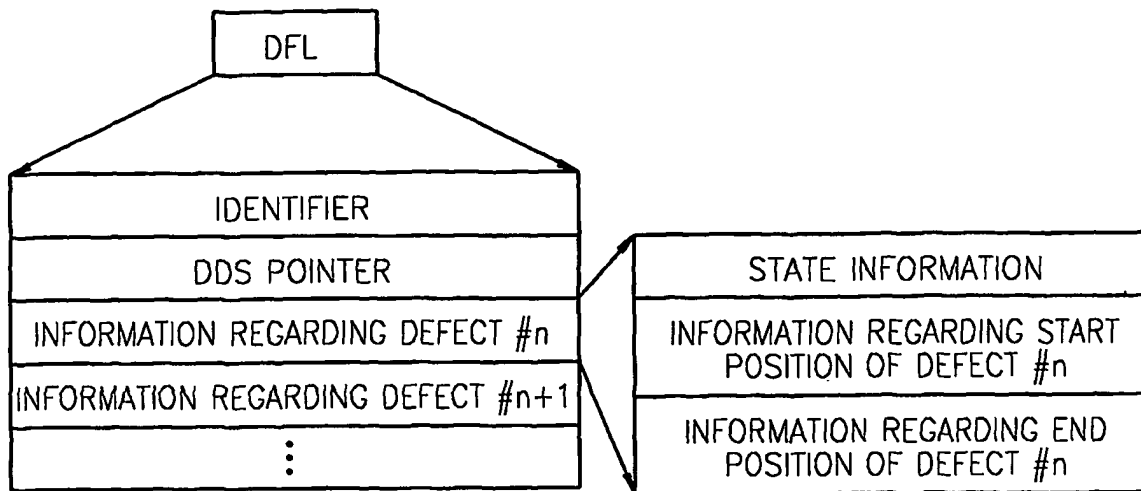 DFL
IDENTIFIER
DDS POINTER
INFORMATION REGARDING DEFECT #n
INFORMATION REGARDING DEFECT #n+1
⋮
STATE INFORMATION
INFORMATION REGARDING START
POSITION OF DEFECT #n
INFORMATION REGARDING END
POSITION OF DEFECT #n